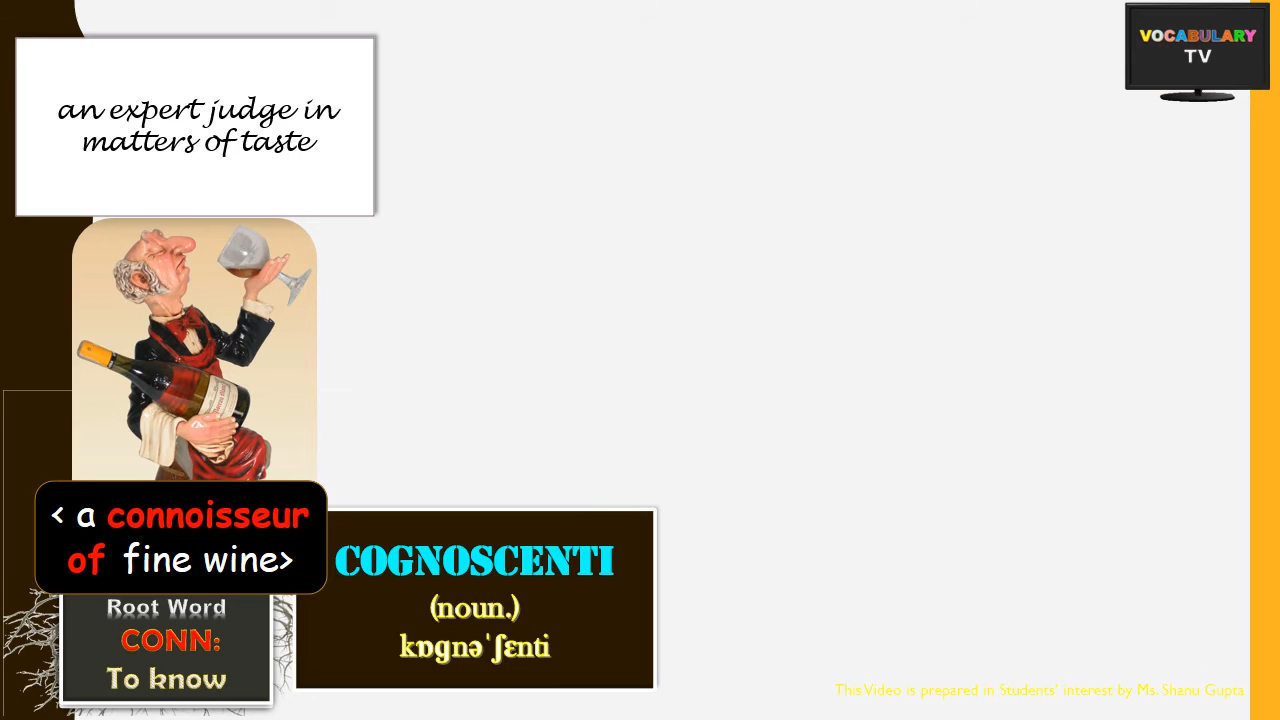 VOCABULARY
TV
an expert judge in
matters of taste
< a connoisseur
of fine wine>
Root Word
CONN:
To know
COGNOSCENTI
(noun.)
kɒɡnəˈʃɛnti
This Video is prepared in Students' interest by Ms. Shanu Gupta